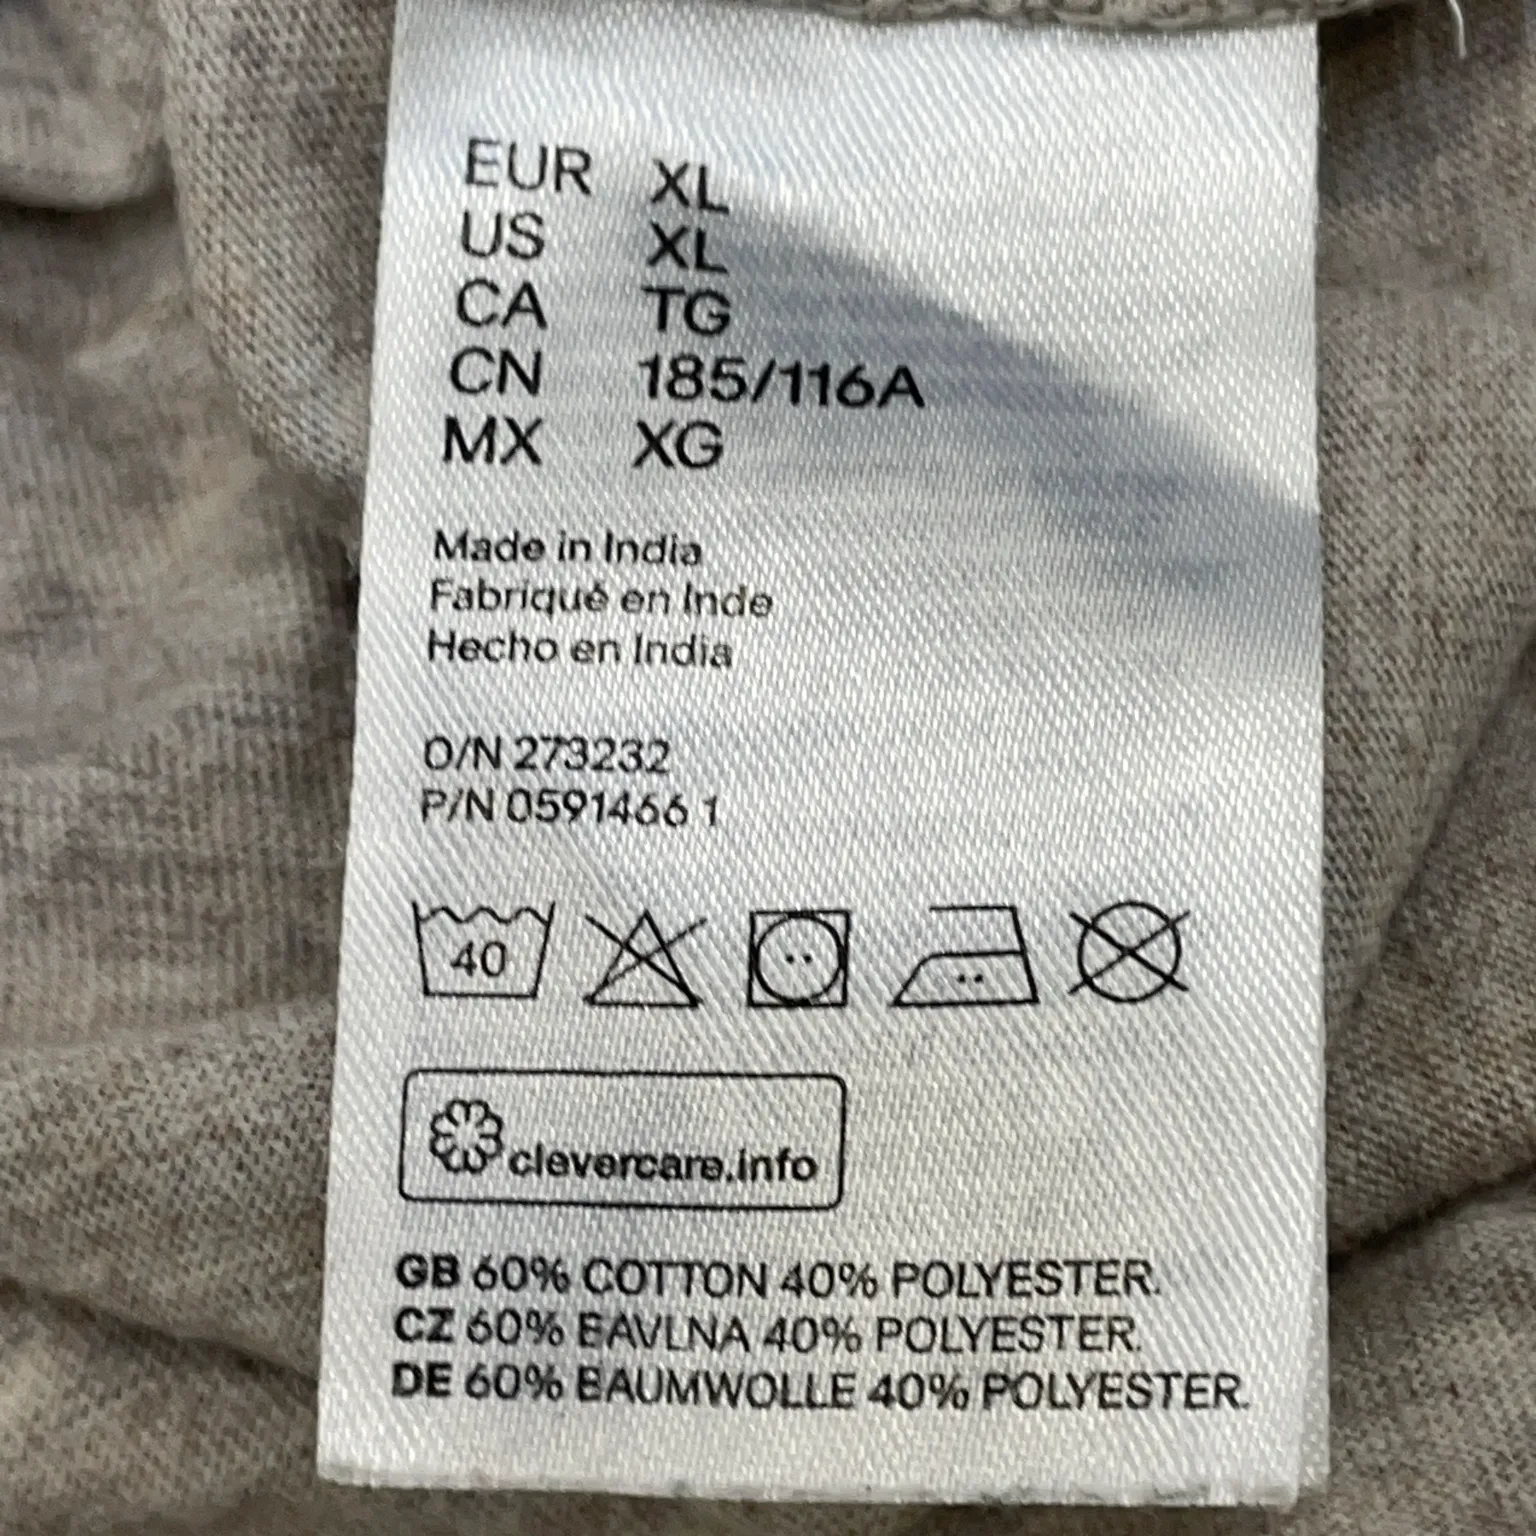 EUR XL
US XL
CA TG
CN 185/116A
MX XG
Made in India
Fabriqué en Inde
Hecho en India
O/N 273232
P/N 0591466 1
40
clevercare.info
GB 60% COTTON 40% POLYESTER.
CZ 60% BAVLNA 40% POLYESTER.
DE 60% BAUMWOLLE 40% POLYESTER.